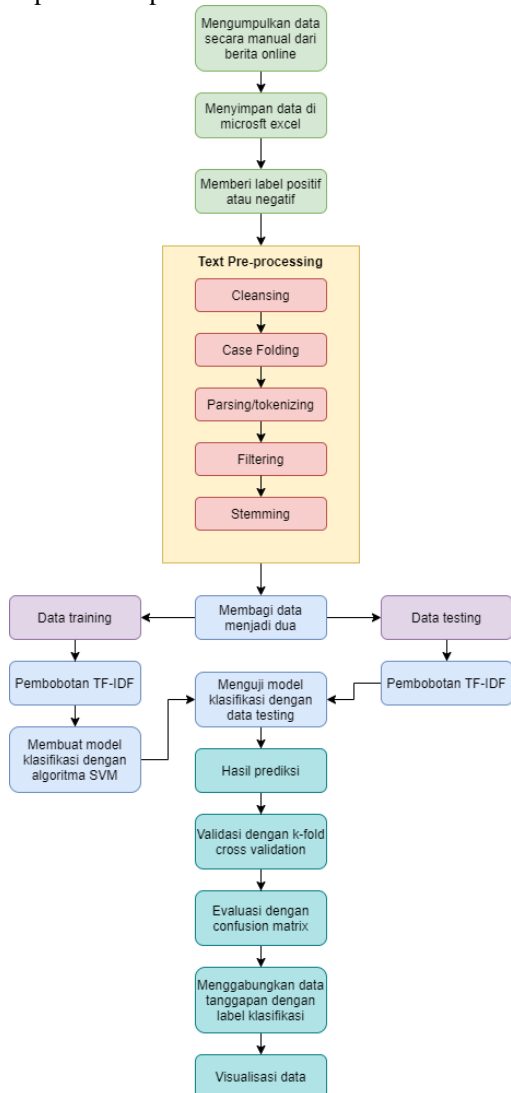 Mengumpulkan data
secara manual dari
berita online
Menyimpan data di
microsft excel
Memberi label positif
atau negatif
Text Pre-processing
Cleansing
Case Folding
Parsing/tokenizing
Filtering
Stemming
Data training
Membagi data
menjadi dua
Data testing
Pembobotan TF-IDF
Menguji model
klasifikasi dengan
data testing
Pembobotan TF-IDF
Membuat model
klasifikasi dengan
algoritma SVM
Hasil prediksi
Validasi dengan k-fold
cross validation
Evaluasi dengan
confusion matrix
Menggabungkan data
tanggapan dengan
label klasifikasi
Visualisasi data